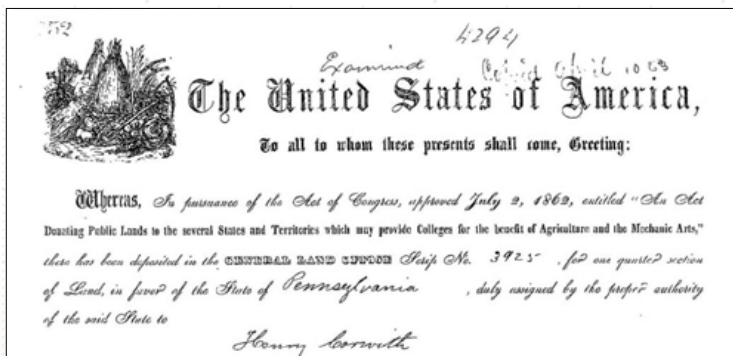 4294
Examined
The United States of America,
To all to whom these presents shall come, Greeting:
Whereas, In pursuance of the Act of Congress, approved July 2, 1862, entitled "An Act
Donating Public Lands to the several States and Territories which may provide Colleges for the benefit of Agriculture and the Mechanic Arts,"
there has been deposited in the GENERAL LAND OFFICE Scrip No. 3925, for one quarter section
of Land, in favor of the State of Pennsylvania, duly assigned by the proper authority
of the said State to
Henry Corwith